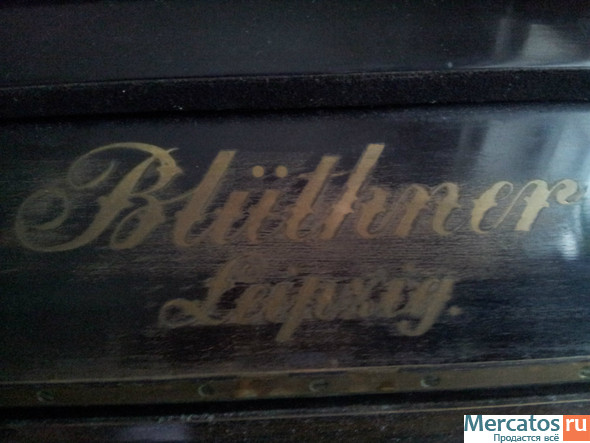 Blüthner
Leipzig.
Mercatos.ru
Продастся всё